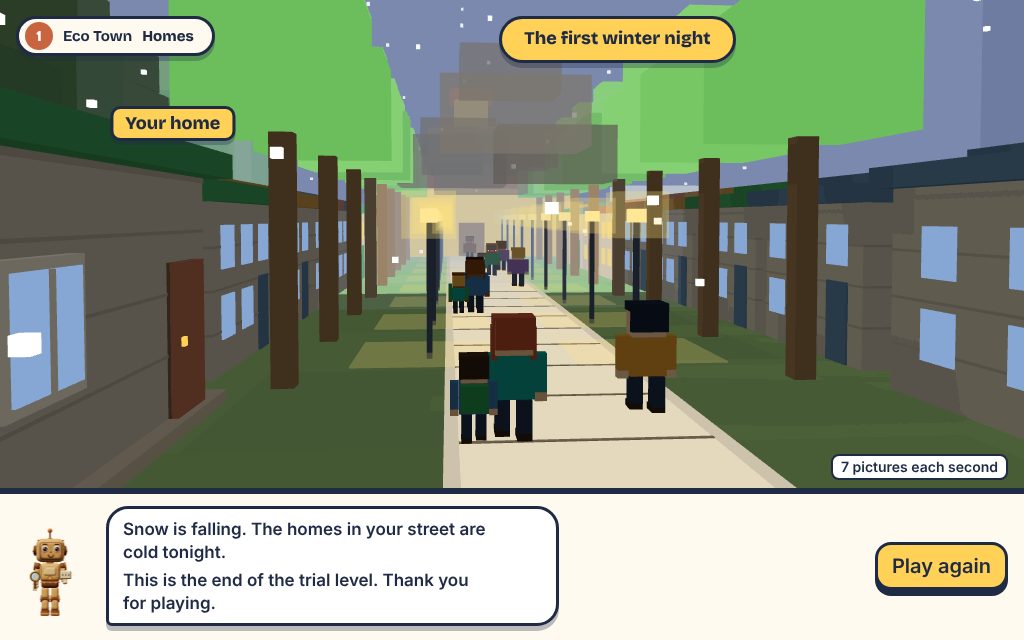 1 Eco Town Homes
The first winter night
Your home
7 pictures each second
Snow is falling. The homes in your street are
cold tonight.
This is the end of the trial level. Thank you
for playing.
Play again